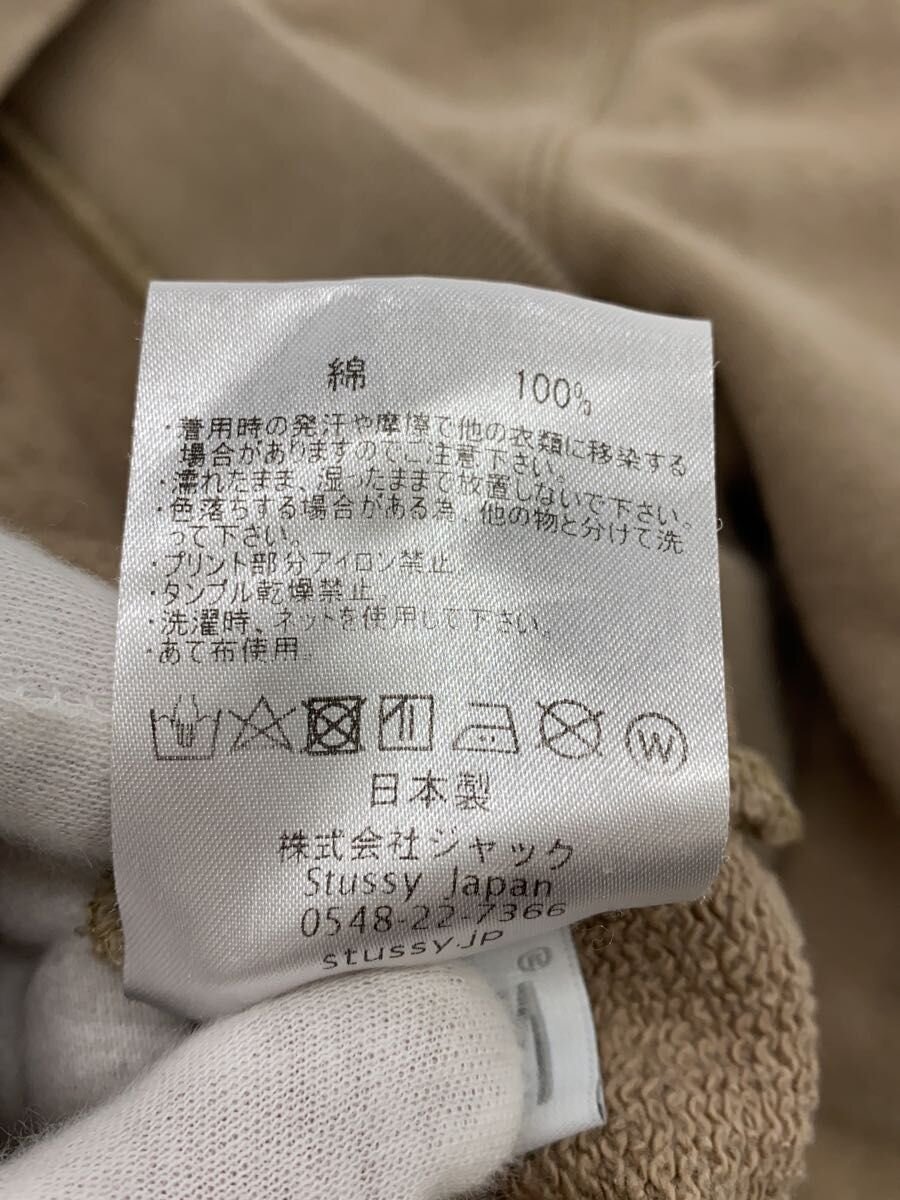 綿 100%
・着用時の発汗や摩擦で他の衣類に移染する
場合がありますのでご注意下さい。
・濡れたまま、湿ったままで放置しないで下さい。
・色落ちする場合がある為、他の物と分けて洗
って下さい。
・プリント部分アイロン禁止。
・タンブル乾燥禁止。
・洗濯時、ネットを使用して下さい。
・あて布使用。
W
日本製
株式会社ジャック
Stussy Japan
0548-22-7366
stussy.jp